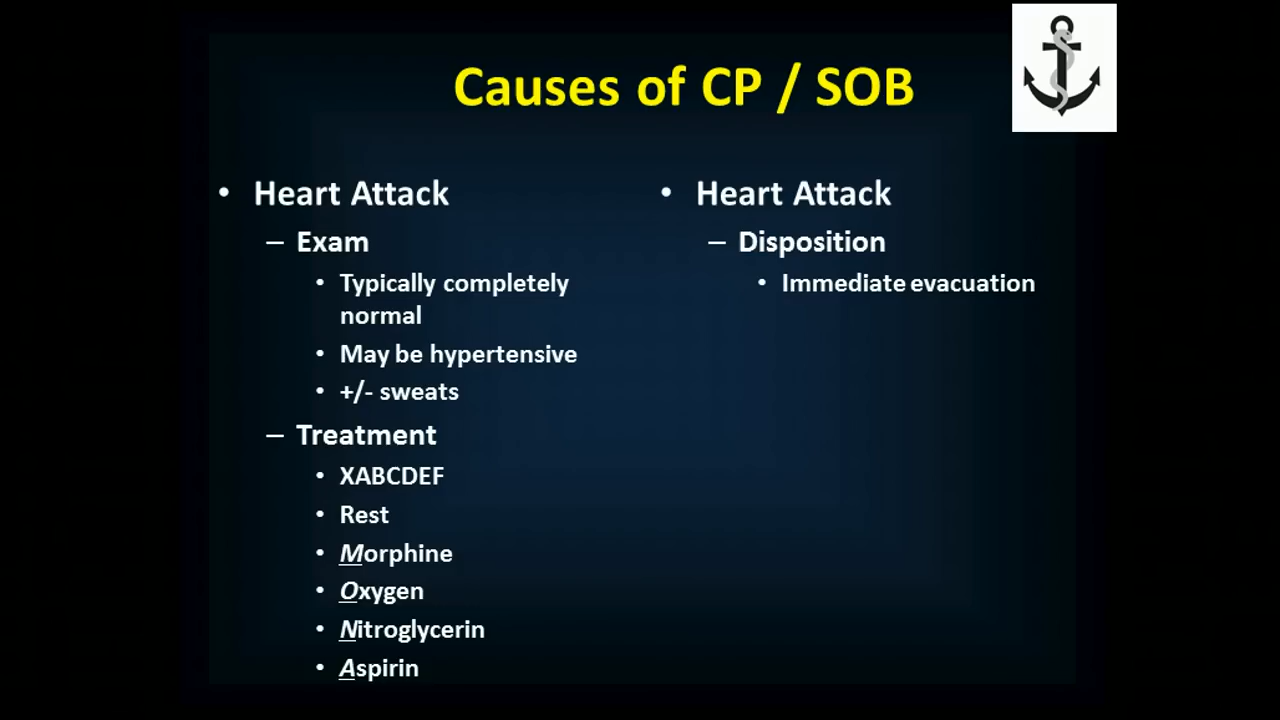 Causes of CP / SOB
• Heart Attack
– Exam
• Typically completely
normal
• May be hypertensive
• +/- sweats
– Treatment
• XABCDEF
• Rest
• Morphine
• Oxygen
• Nitroglycerin
• Aspirin
• Heart Attack
– Disposition
• Immediate evacuation